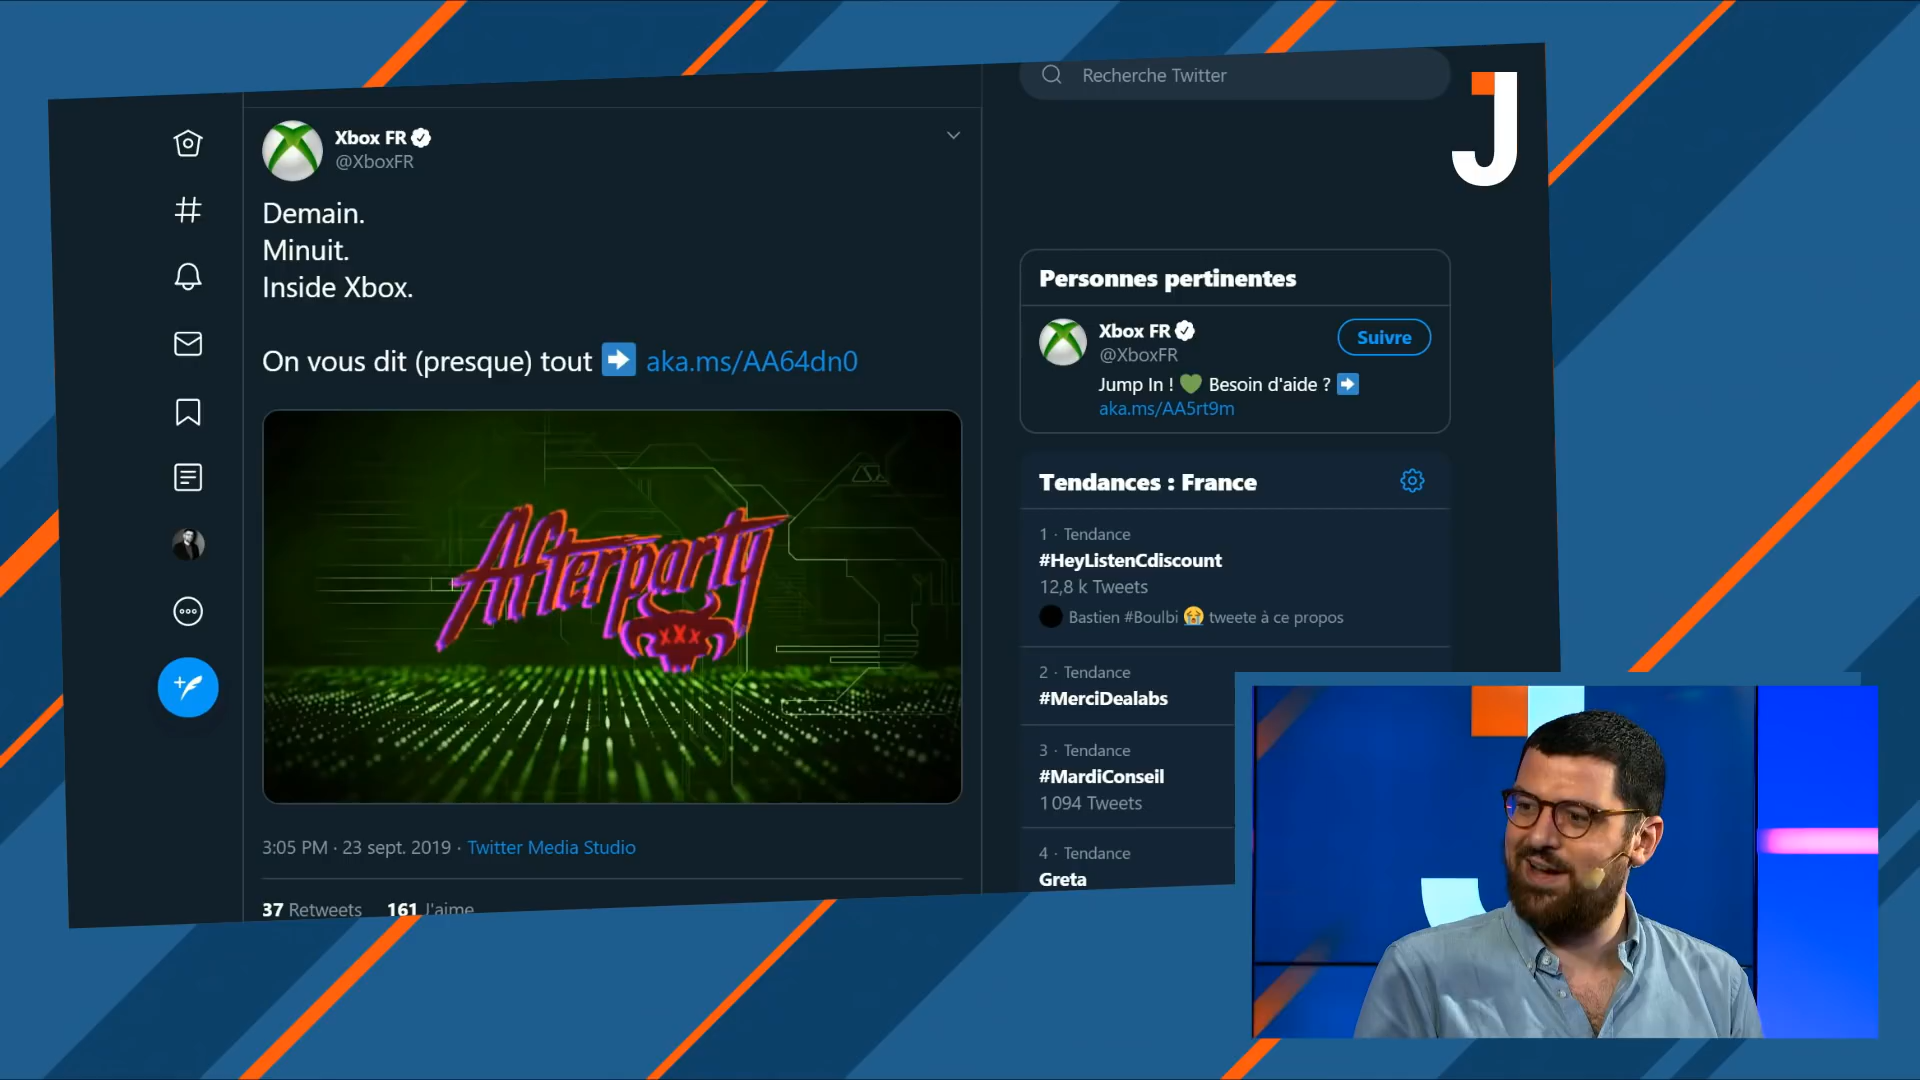 Recherche Twitter
J
Xbox FR
@XboxFR
Demain.
Minuit.
Inside Xbox.
On vous dit (presque) tout ➡ aka.ms/AA64dn0
Afterparty
XXX
3:05 PM · 23 sept. 2019 · Twitter Media Studio
37 Retweets 161 J'aime
Personnes pertinentes
Xbox FR
@XboxFR
Suivre
Jump In ! 💚 Besoin d'aide ? ➡
aka.ms/AA5rt9m
Tendances : France
1 · Tendance
#HeyListenCdiscount
12,8 k Tweets
Bastien #Boulbi 😭 tweete à ce propos
2 · Tendance
#MerciDealabs
3 · Tendance
#MardiConseil
1 094 Tweets
4 · Tendance
Greta